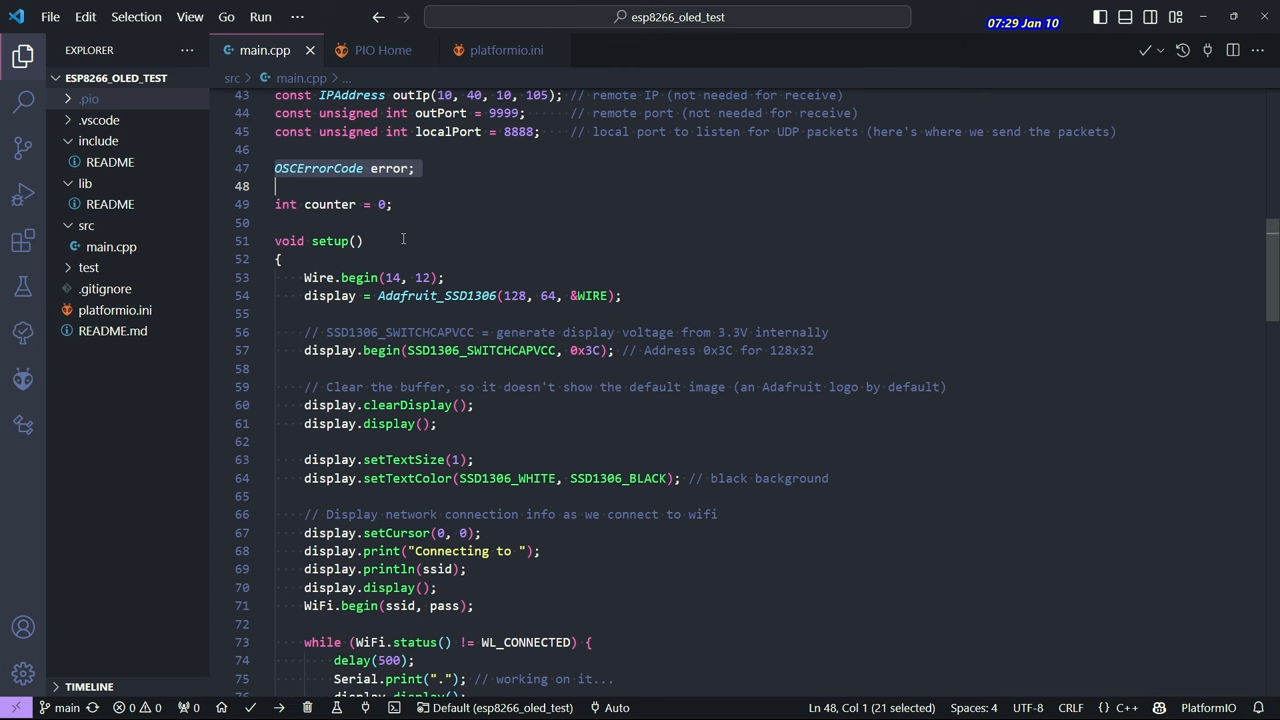 File Edit Selection View Go Run ··· esp8266_oled_test 07:29 Jan 10
EXPLORER ··· main.cpp PIO Home platformio.ini
ESP8266_OLED_TEST src > main.cpp > ...
.pio
.vscode
include
README
lib
README
src
main.cpp
test
.gitignore
platformio.ini
README.md
TIMELINE
43 const IPAddress outIp(10, 40, 10, 105); // remote IP (not needed for receive)
44 const unsigned int outPort = 9999; // remote port (not needed for receive)
45 const unsigned int localPort = 8888; // local port to listen for UDP packets (here's where we send the packets)
46
47 OSCErrorCode error;
48
49 int counter = 0;
50
51 void setup()
52 {
53 Wire.begin(14, 12);
54 display = Adafruit_SSD1306(128, 64, &WIRE);
55
56 // SSD1306_SWITCHCAPVCC = generate display voltage from 3.3V internally
57 display.begin(SSD1306_SWITCHCAPVCC, 0x3C); // Address 0x3C for 128x32
58
59 // Clear the buffer, so it doesn't show the default image (an Adafruit logo by default)
60 display.clearDisplay();
61 display.display();
62
63 display.setTextSize(1);
64 display.setTextColor(SSD1306_WHITE, SSD1306_BLACK); // black background
65
66 // Display network connection info as we connect to wifi
67 display.setCursor(0, 0);
68 display.print("Connecting to ");
69 display.println(ssid);
70 display.display();
71 WiFi.begin(ssid, pass);
72
73 while (WiFi.status() != WL_CONNECTED) {
74 delay(500);
75 Serial.print("."); // working on it...
76 display.display();
main 0 0 0 Default (esp8266_oled_test) Auto Ln 48, Col 1 (21 selected) Spaces: 4 UTF-8 CRLF {} C++ PlatformIO